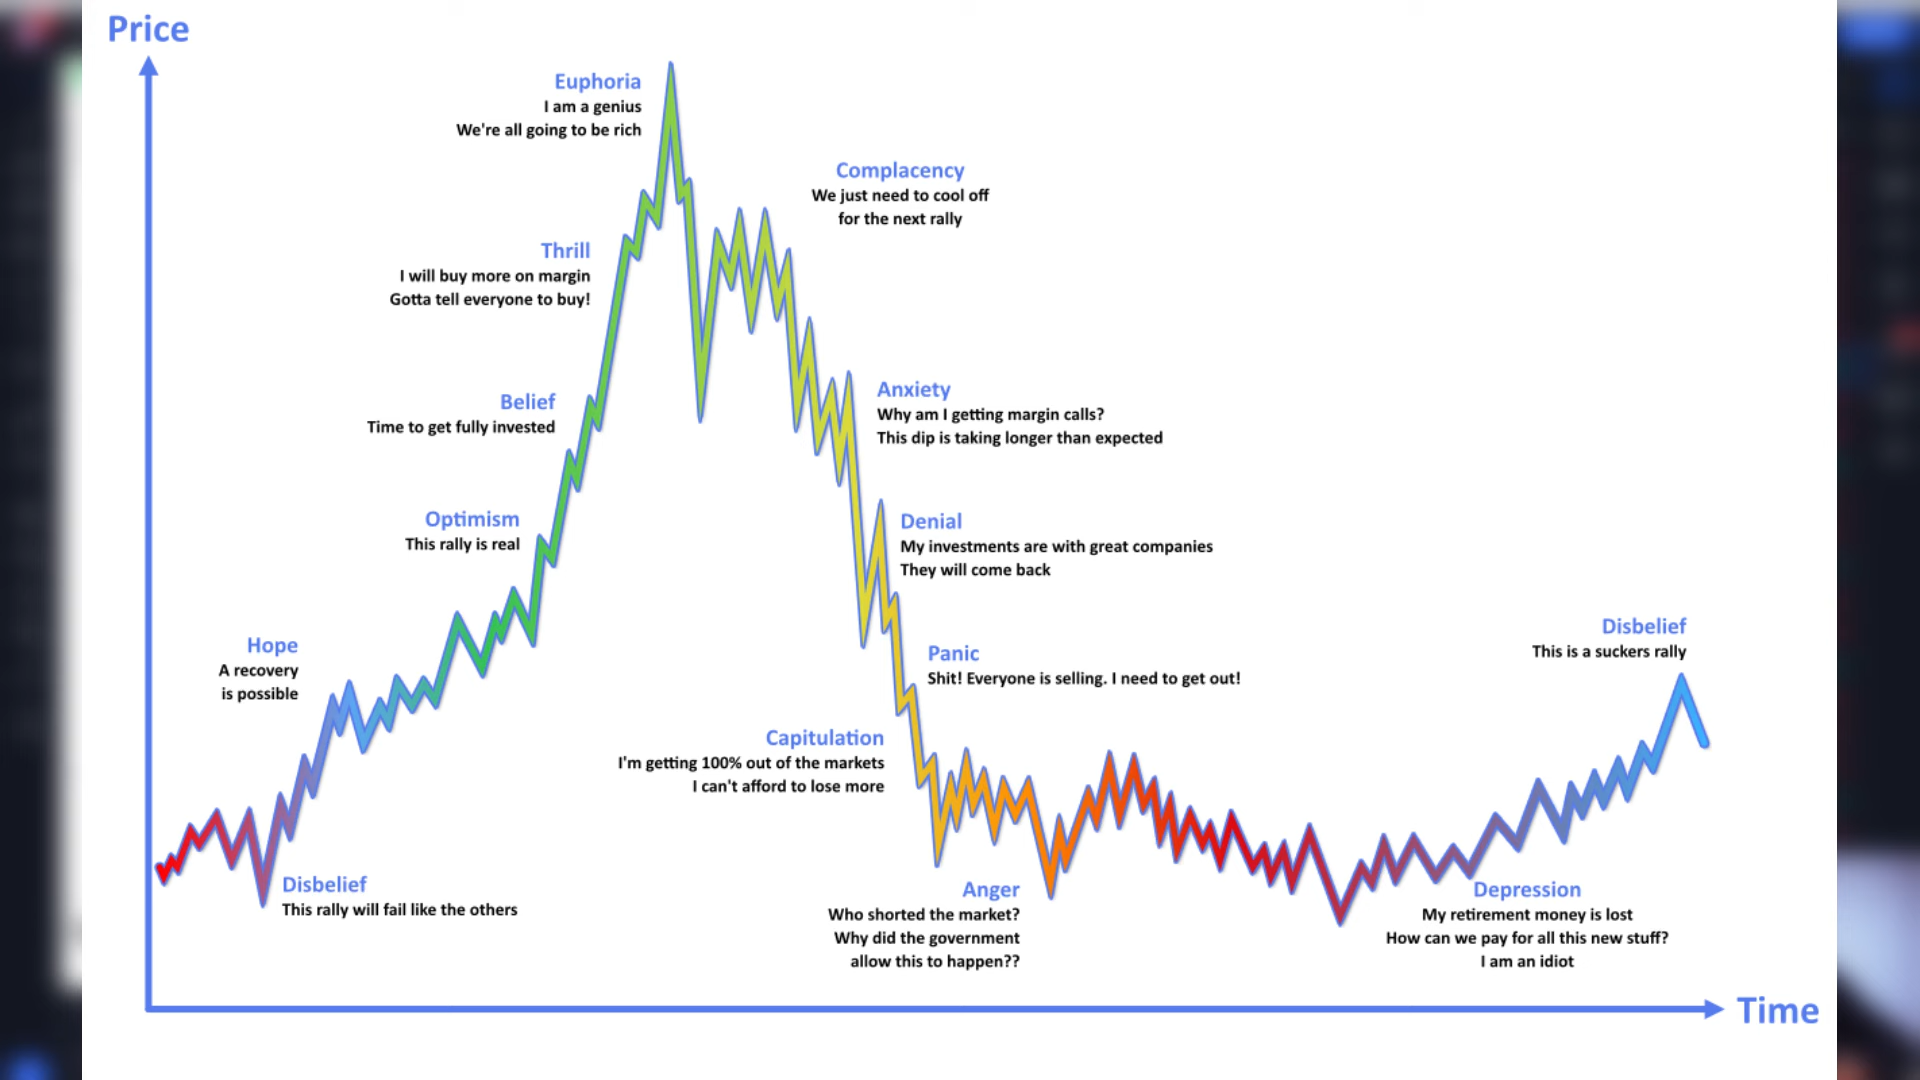 Price
Euphoria
I am a genius
We're all going to be rich
Complacency
We just need to cool off
for the next rally
Thrill
I will buy more on margin
Gotta tell everyone to buy!
Belief
Time to get fully invested
Anxiety
Why am I getting margin calls?
This dip is taking longer than expected
Optimism
This rally is real
Denial
My investments are with great companies
They will come back
Hope
A recovery
is possible
Panic
Shit! Everyone is selling. I need to get out!
Disbelief
This is a suckers rally
Capitulation
I'm getting 100% out of the markets
I can't afford to lose more
Disbelief
This rally will fail like the others
Anger
Who shorted the market?
Why did the government
allow this to happen??
Depression
My retirement money is lost
How can we pay for all this new stuff?
I am an idiot
Time